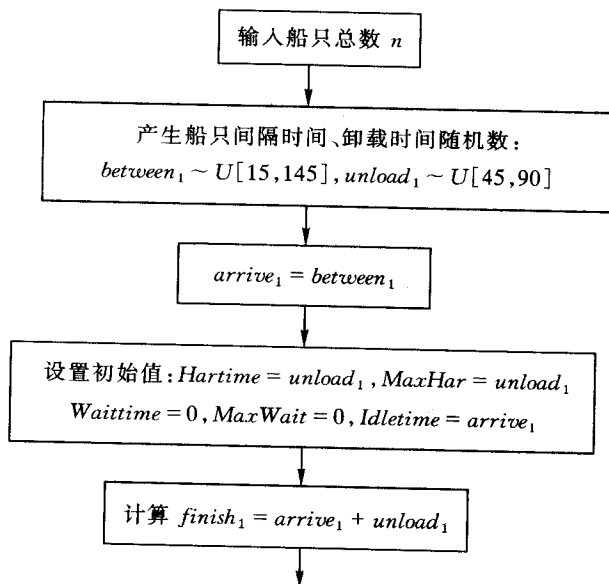 输入船只总数 n
产生船只间隔时间、卸载时间随机数：
between₁ ~ U[15,145], unload₁ ~ U[45,90]
arrive₁ = between₁
设置初始值：Hartime = unload₁, MaxHar = unload₁
Waittime = 0, MaxWait = 0, Idletime = arrive₁
计算 finish₁ = arrive₁ + unload₁